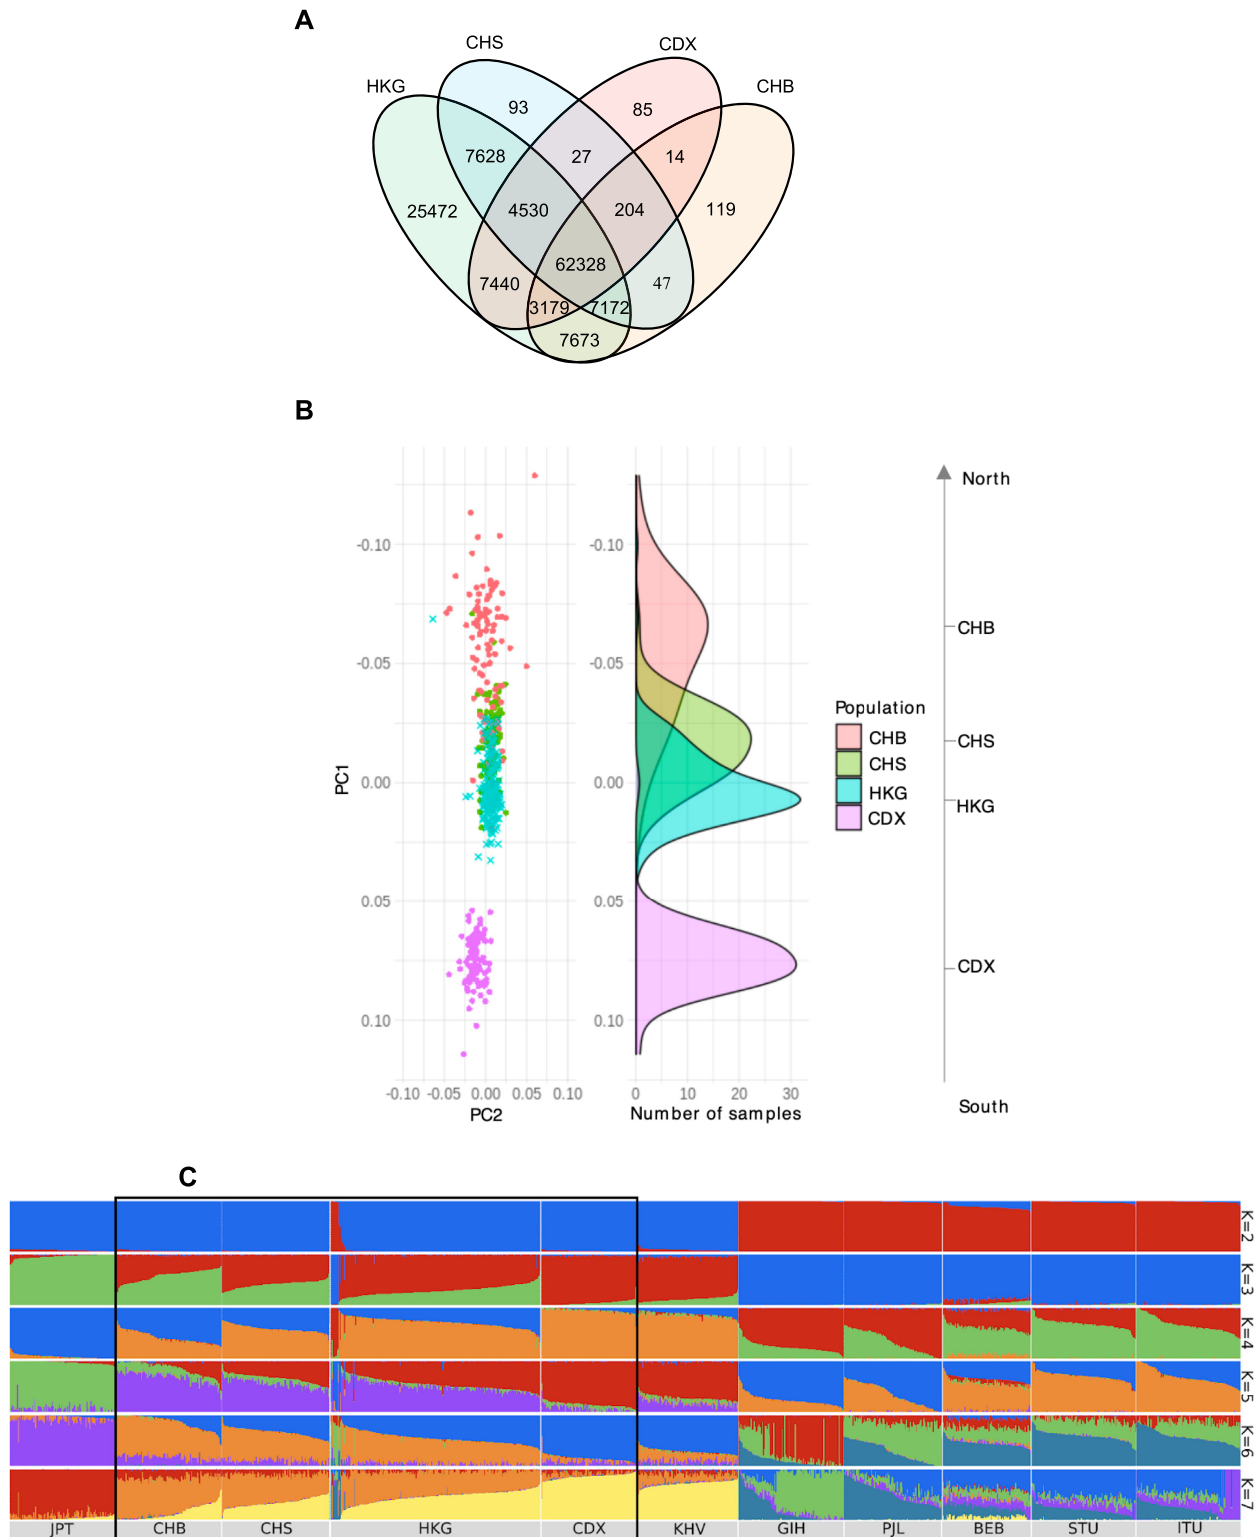 A
HKG
CHS
CDX
CHB
93
85
7628
27
14
25472
4530
204
119
62328
7440
47
3179
7172
7673
B
North
-0.10
-0.10
CHB
-0.05
-0.05
Population
CHB
CHS
HKG
CDX
CHS
HKG
PC1
0.00
0.00
0.05
0.05
CDX
0.10
0.10
-0.10 -0.05 0.00 0.05 0.10
PC2
0 10 20 30
Number of samples
South
C
K=2
K=3
K=4
K=5
K=6
K=7
JPT CHB CHS HKG CDX KHV GIH PJL BEB STU ITU